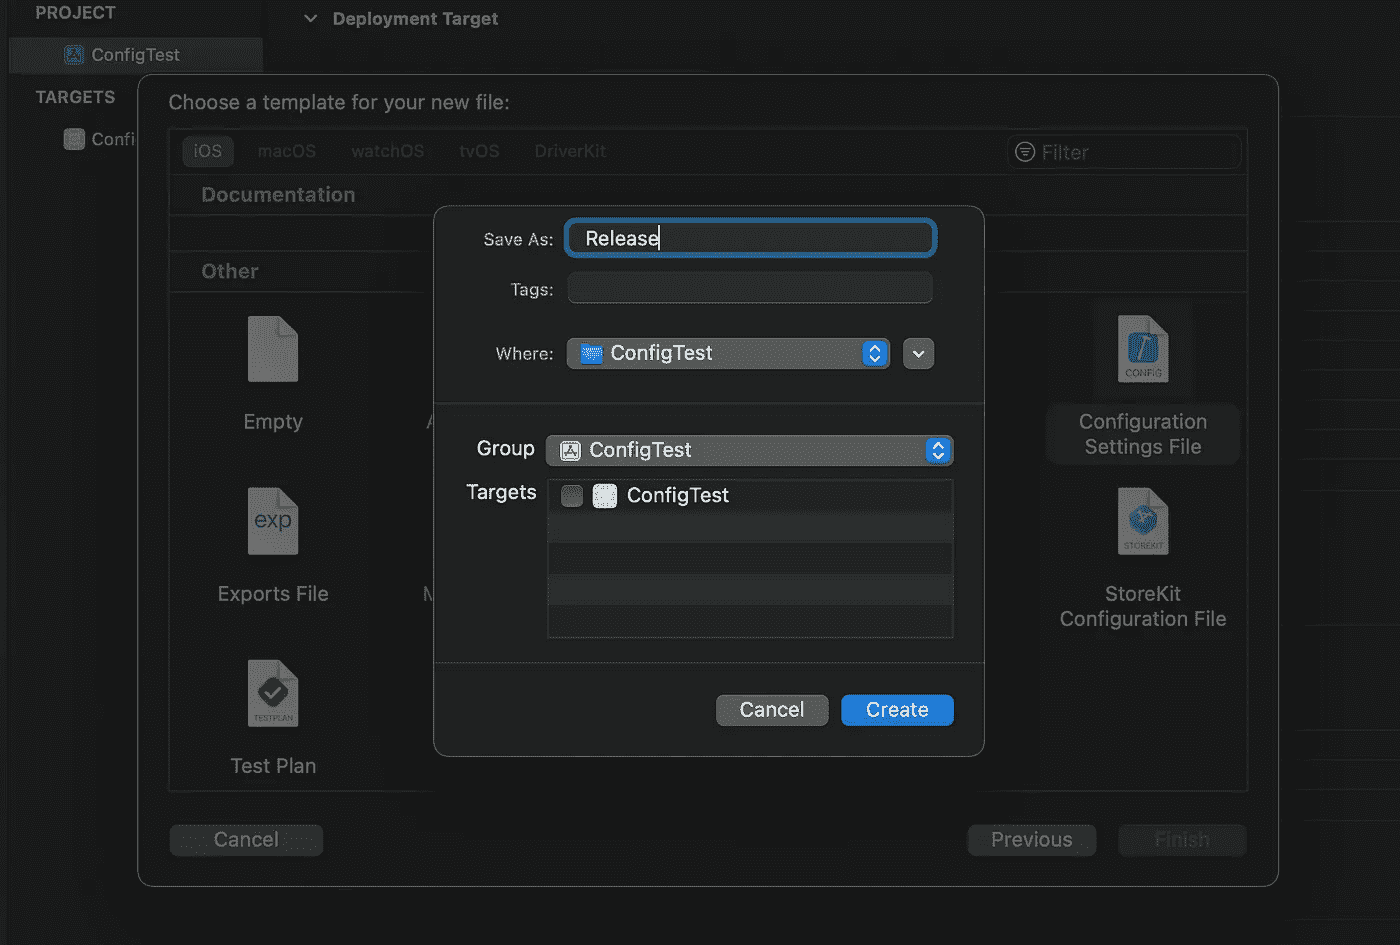 PROJECT
Deployment Target
ConfigTest
TARGETS
Confi
Choose a template for your new file:
iOS macOS watchOS tvOS DriverKit
Filter
Documentation
Other
Save As: Release
Tags:
Where: ConfigTest
Group ConfigTest
Targets ConfigTest
Cancel Create
Empty
CONFIG
Configuration
Settings File
exp
Exports File
STOREKIT
StoreKit
Configuration File
TESTPLAN
Test Plan
Cancel
Previous
Finish